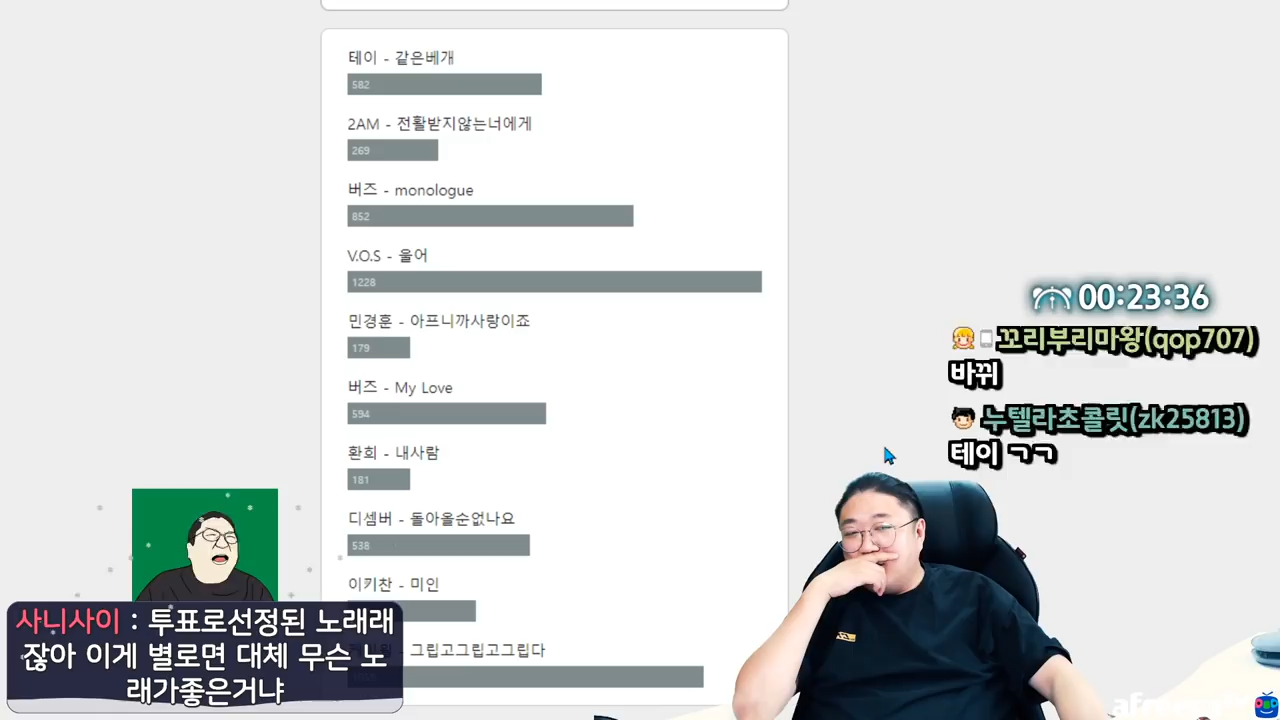 테이 - 같은베개
582
2AM - 전활받지않는너에게
269
버즈 - monologue
852
V.O.S - 울어
1228
민경훈 - 아프니까사랑이죠
179
버즈 - My Love
594
환희 - 내사람
181
디셈버 - 돌아올순없나요
538
이키찬 - 미인
그립고그립고그립다
00:23:36
꼬리부리마왕(qop707)
바뀌
누텔라초콜릿(zk25813)
테이 ㄱㄱ
사니사이 : 투표로선정된 노래래
잖아 이게 별로면 대체 무슨 노
래가좋은거냐